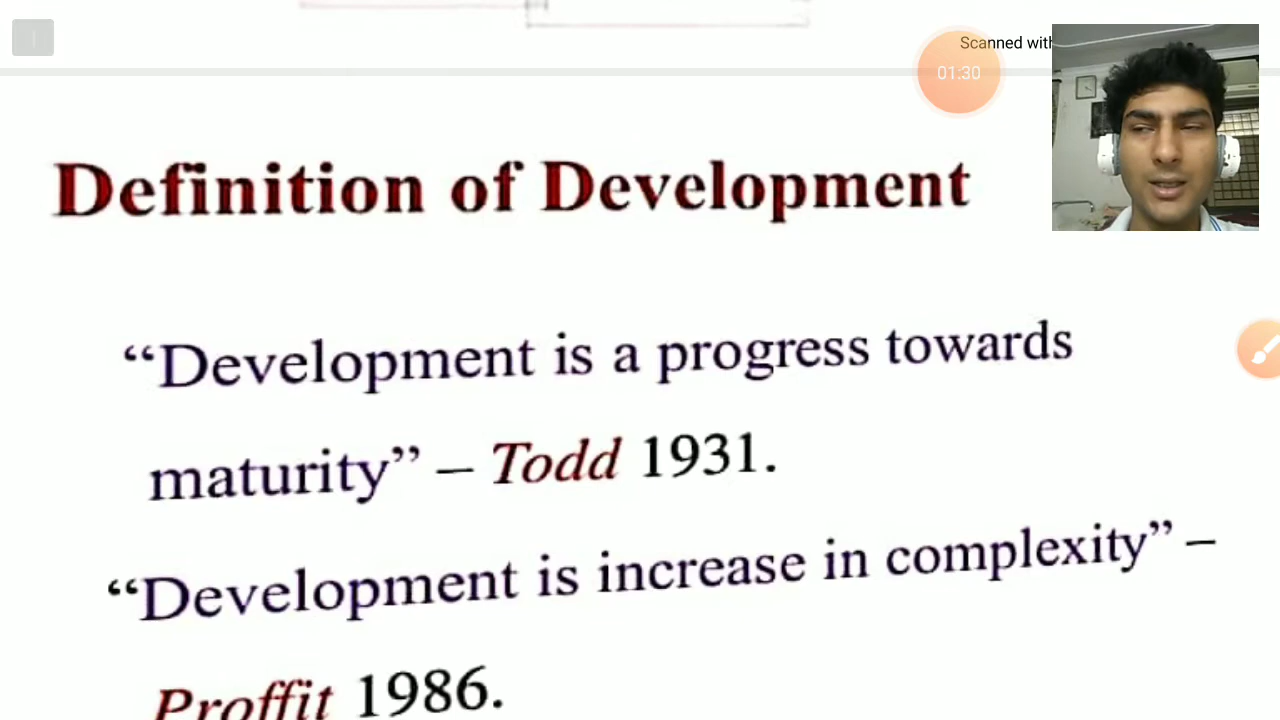 Scanned with
01:30
Definition of Development
“Development is a progress towards
maturity” – Todd 1931.
“Development is increase in complexity” –
Proffit 1986.